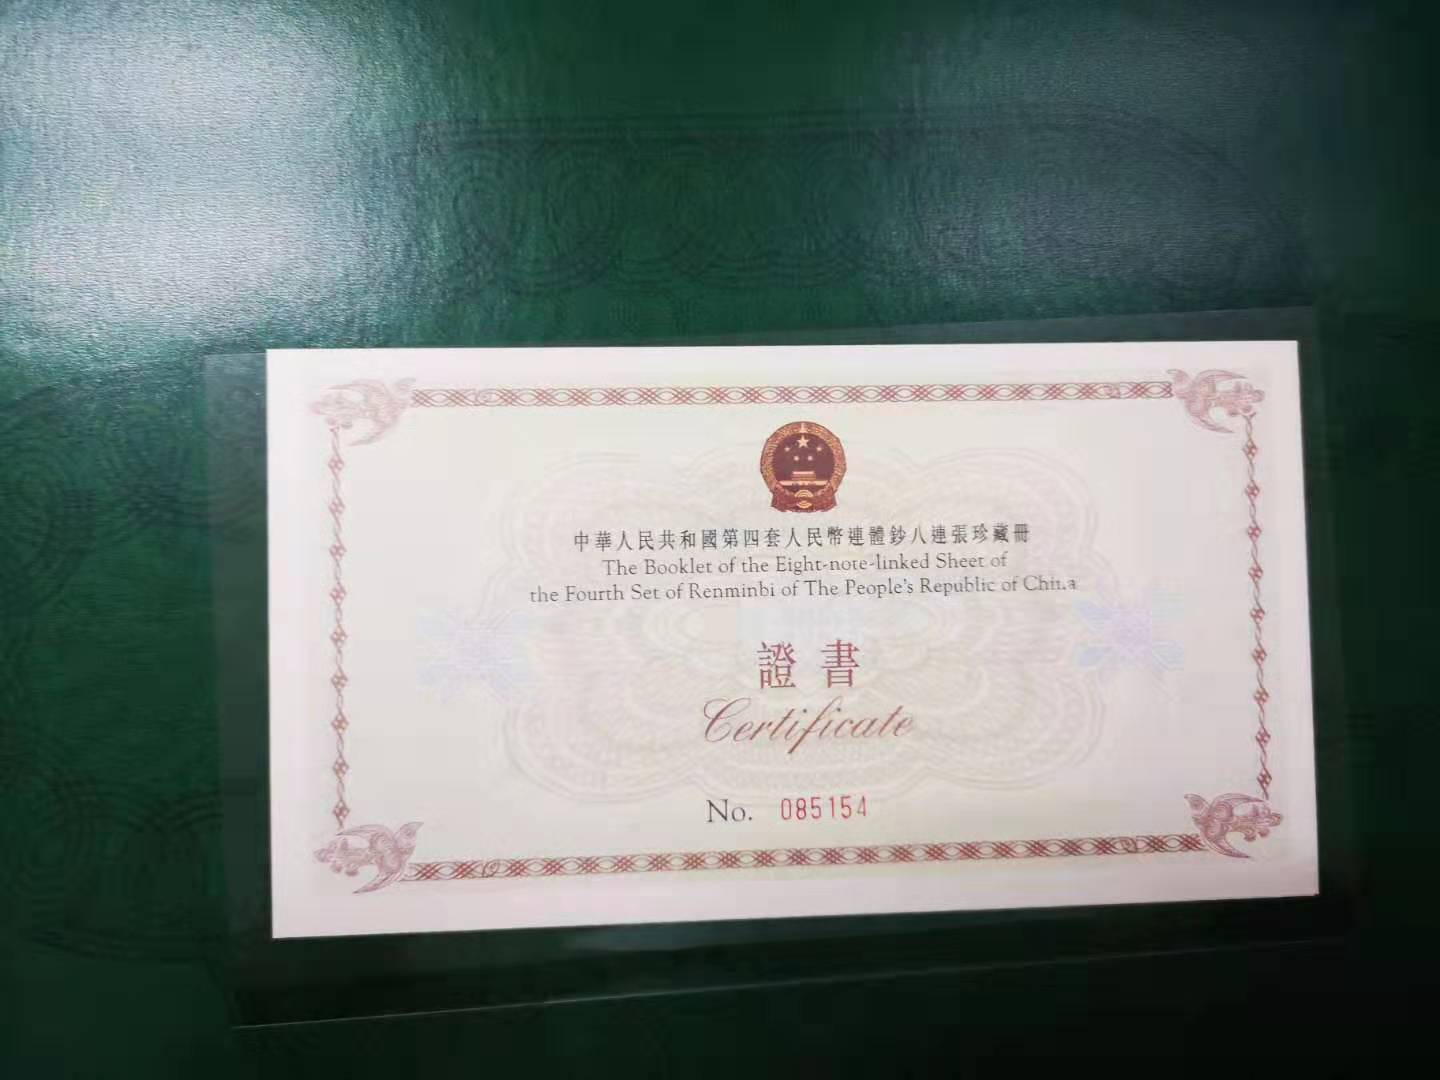 中華人民共和國第四套人民幣連體鈔八連張珍藏冊
The Booklet of the Eight-note-linked Sheet of
the Fourth Set of Renminbi of The People's Republic of China
證書
Certificate
No. 085154